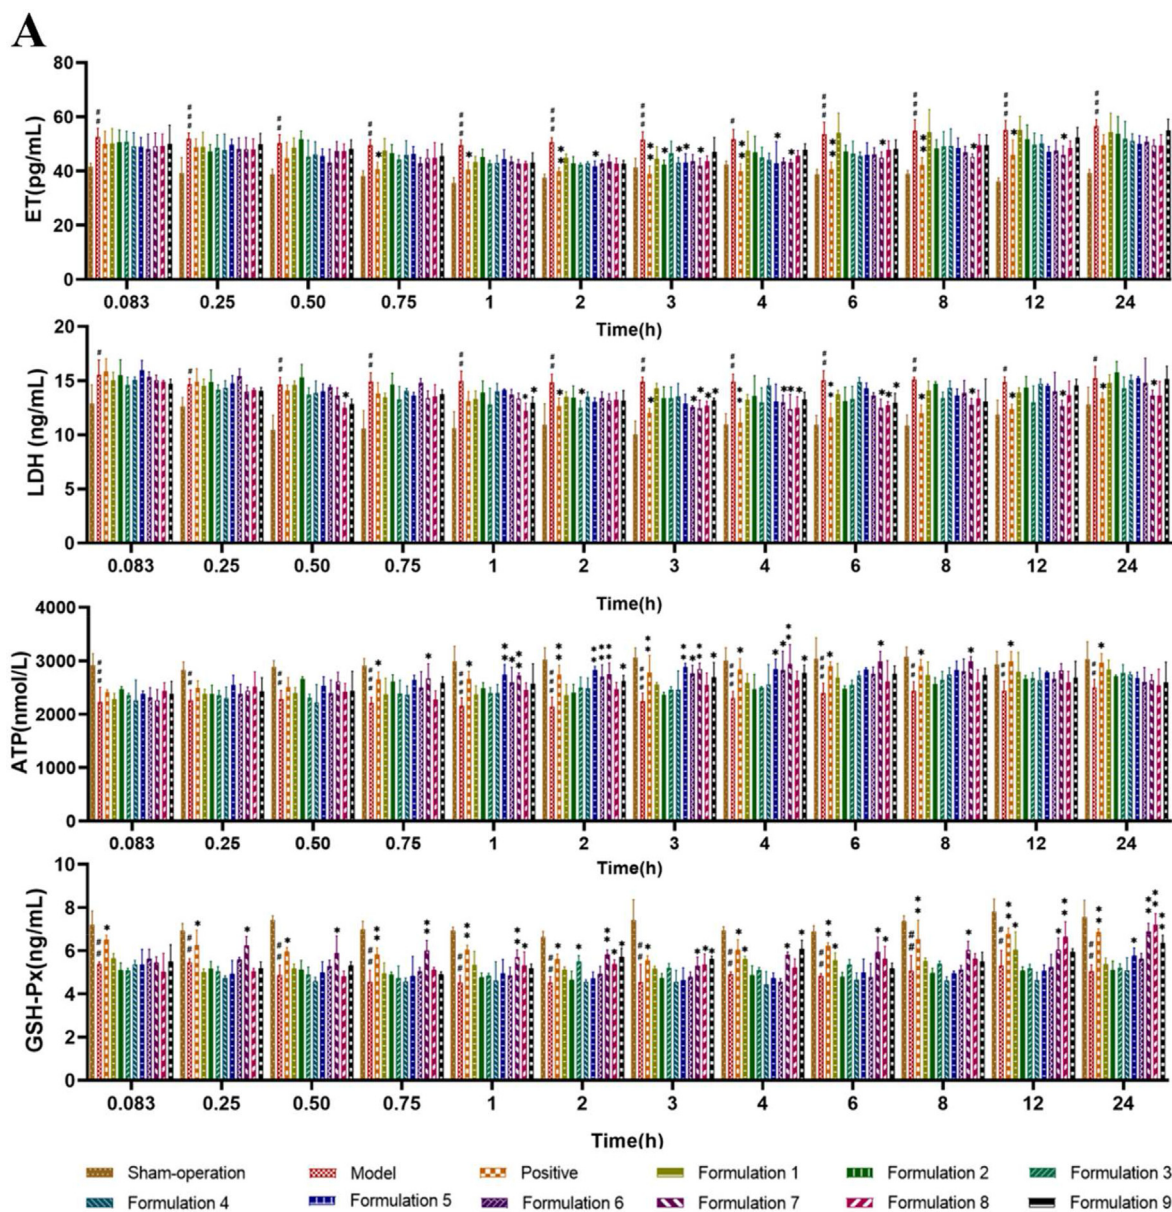 A
80
60
40
20
0
ET(pg/mL)
0.083 0.25 0.50 0.75 1 2 3 4 6 8 12 24
Time(h)
20
15
10
5
0
LDH (ng/mL)
0.083 0.25 0.50 0.75 1 2 3 4 6 8 12 24
Time(h)
4000
3000
2000
1000
0
ATP(nmol/L)
0.083 0.25 0.50 0.75 1 2 3 4 6 8 12 24
Time(h)
10
8
6
4
2
0
GSH-Px(ng/mL)
0.083 0.25 0.50 0.75 1 2 3 4 6 8 12 24
Time(h)
Sham-operation Model Positive Formulation 1 Formulation 2 Formulation 3
Formulation 4 Formulation 5 Formulation 6 Formulation 7 Formulation 8 Formulation 9